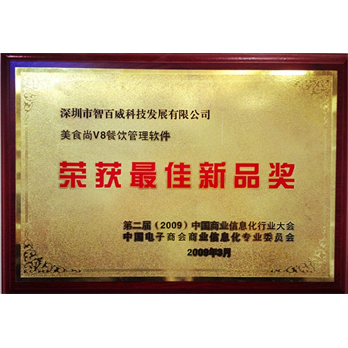 深圳市智百威科技发展有限公司
美食尚V8餐饮管理软件
荣获最佳新品奖
第二届（2009）中国商业信息化行业大会
中国电子商会商业信息化专业委员会
2009年3月